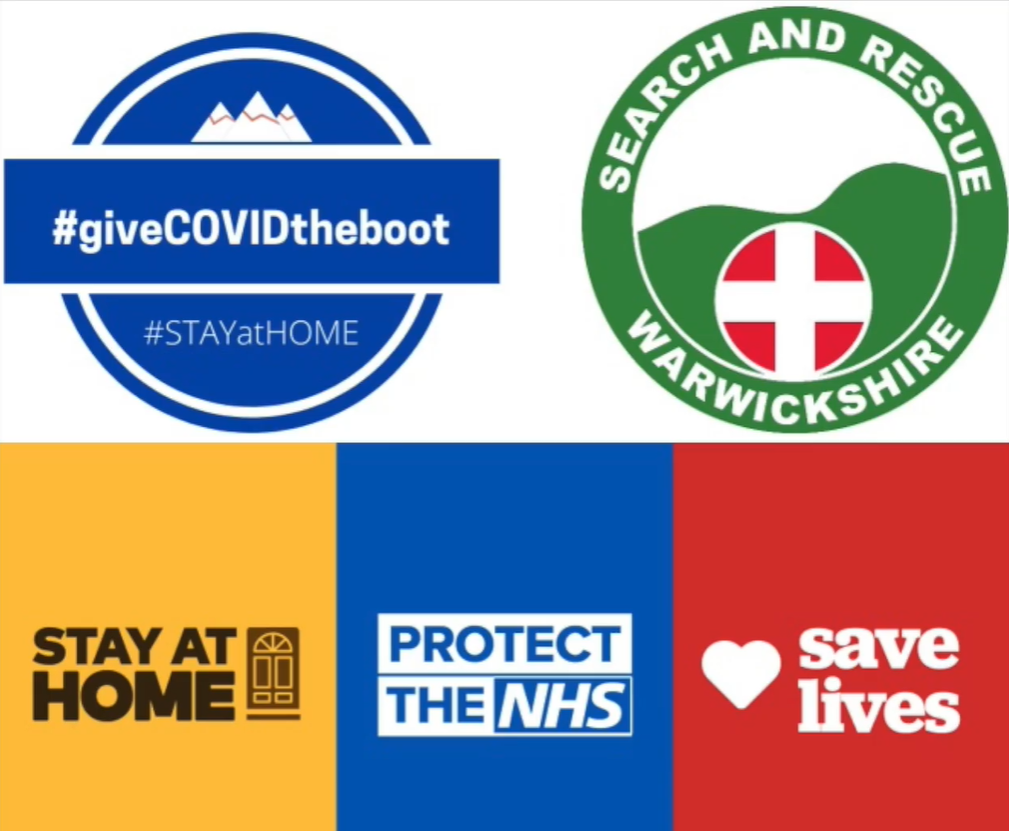 #giveCOVIDtheboot
#STAYatHOME
SEARCH AND RESCUE
WARWICKSHIRE
STAY AT
HOME
PROTECT
THE NHS
save
lives